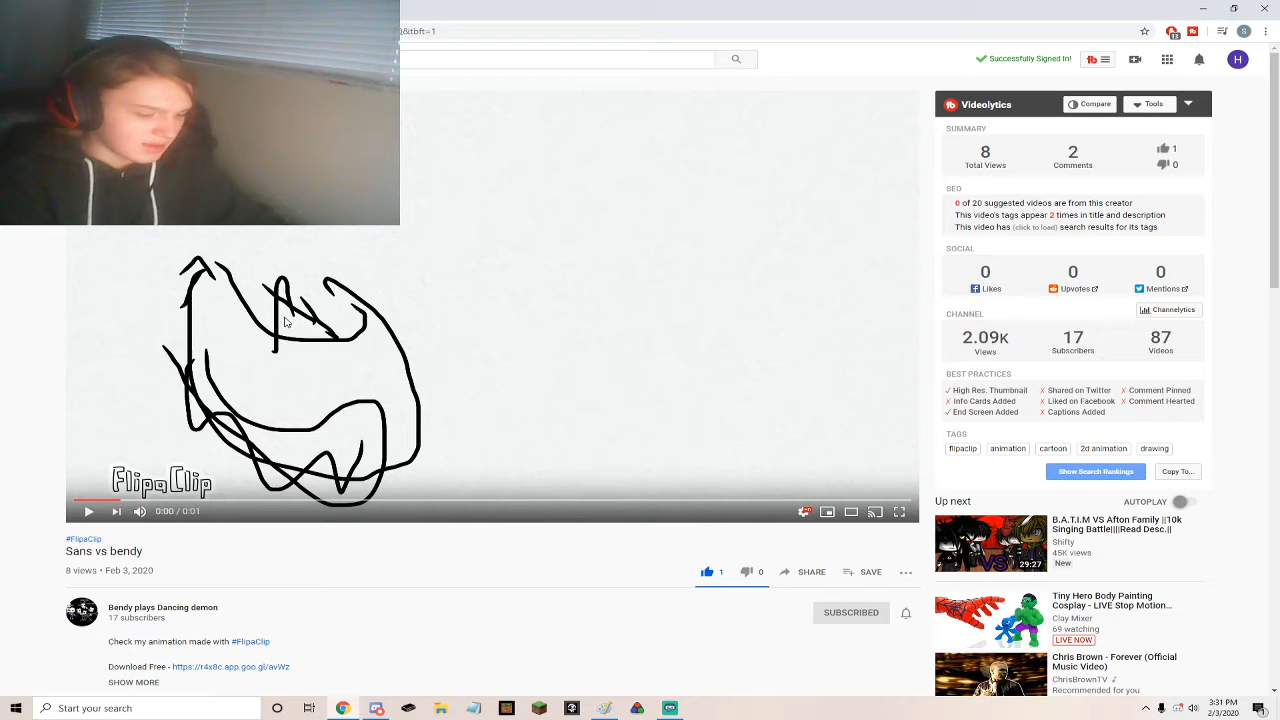 &tbft=1
S
Successfully Signed In!
H
Videolytics
Compare
Tools
SUMMARY
8
Total Views
2
Comments
1
0
SEO
0 of 20 suggested videos are from this creator
This video's tags appear 2 times in title and description
This video has (click to load) search results for its tags
SOCIAL
0
Likes
0
Upvotes
0
Mentions
CHANNEL
Channelytics
2.09K
Views
17
Subscribers
87
Videos
BEST PRACTICES
✓ High Res. Thumbnail
✗ Shared on Twitter
✗ Comment Pinned
✗ Info Cards Added
✗ Liked on Facebook
✗ Comment Hearted
✓ End Screen Added
✗ Captions Added
TAGS
flipaclip
animation
cartoon
2d animation
drawing
Show Search Rankings
Copy To...
FlipaClip
0:00 / 0:01
Up next
AUTOPLAY
#FlipaClip
Sans vs bendy
8 views • Feb 3, 2020
1
0
SHARE
SAVE
VS
29:27
B.A.T.I.M VS Afton Family ||10k
Singing Battle||||Read Desc.||
Shifty
45K views
New
Bendy plays Dancing demon
17 subscribers
SUBSCRIBED
Check my animation made with #FlipaClip
Download Free - https://r4x8c.app.goo.gl/avWz
SHOW MORE
Tiny Hero Body Painting
Cosplay - LIVE Stop Motion...
Clay Mixer
69 watching
LIVE NOW
Chris Brown - Forever (Official
Music Video)
ChrisBrownTV
Recommended for you
Start your search
3:31 PM
2/3/2020